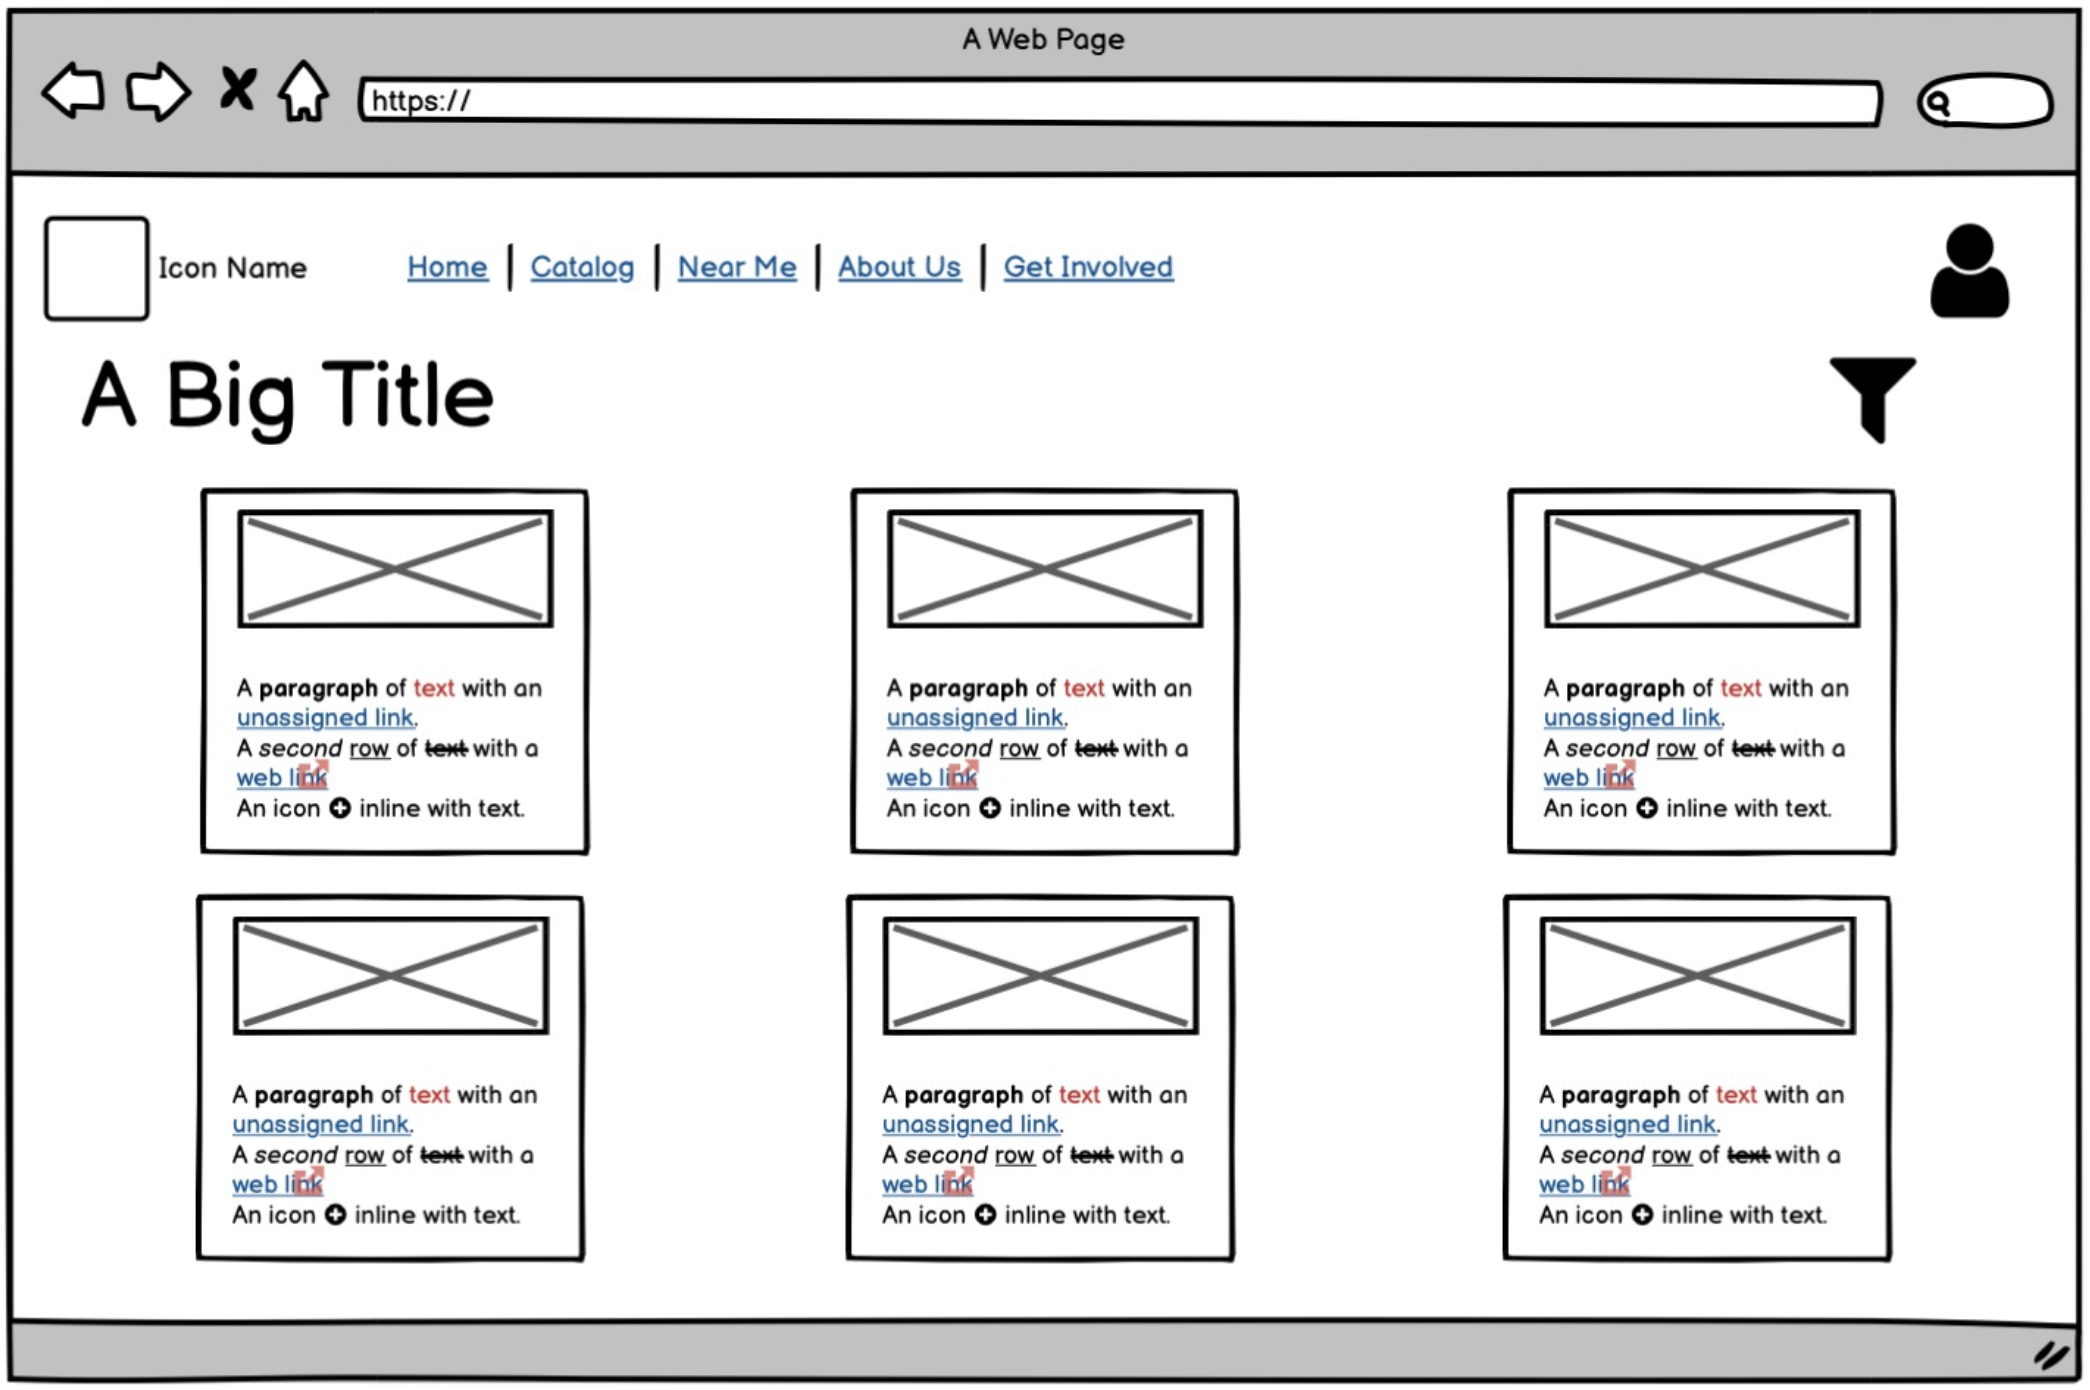 A Web Page
https://
Icon Name
Home | Catalog | Near Me | About Us | Get Involved
A Big Title
A paragraph of text with an
unassigned link.
A second row of text with a
web link
An icon inline with text.
A paragraph of text with an
unassigned link.
A second row of text with a
web link
An icon inline with text.
A paragraph of text with an
unassigned link.
A second row of text with a
web link
An icon inline with text.
A paragraph of text with an
unassigned link.
A second row of text with a
web link
An icon inline with text.
A paragraph of text with an
unassigned link.
A second row of text with a
web link
An icon inline with text.
A paragraph of text with an
unassigned link.
A second row of text with a
web link
An icon inline with text.